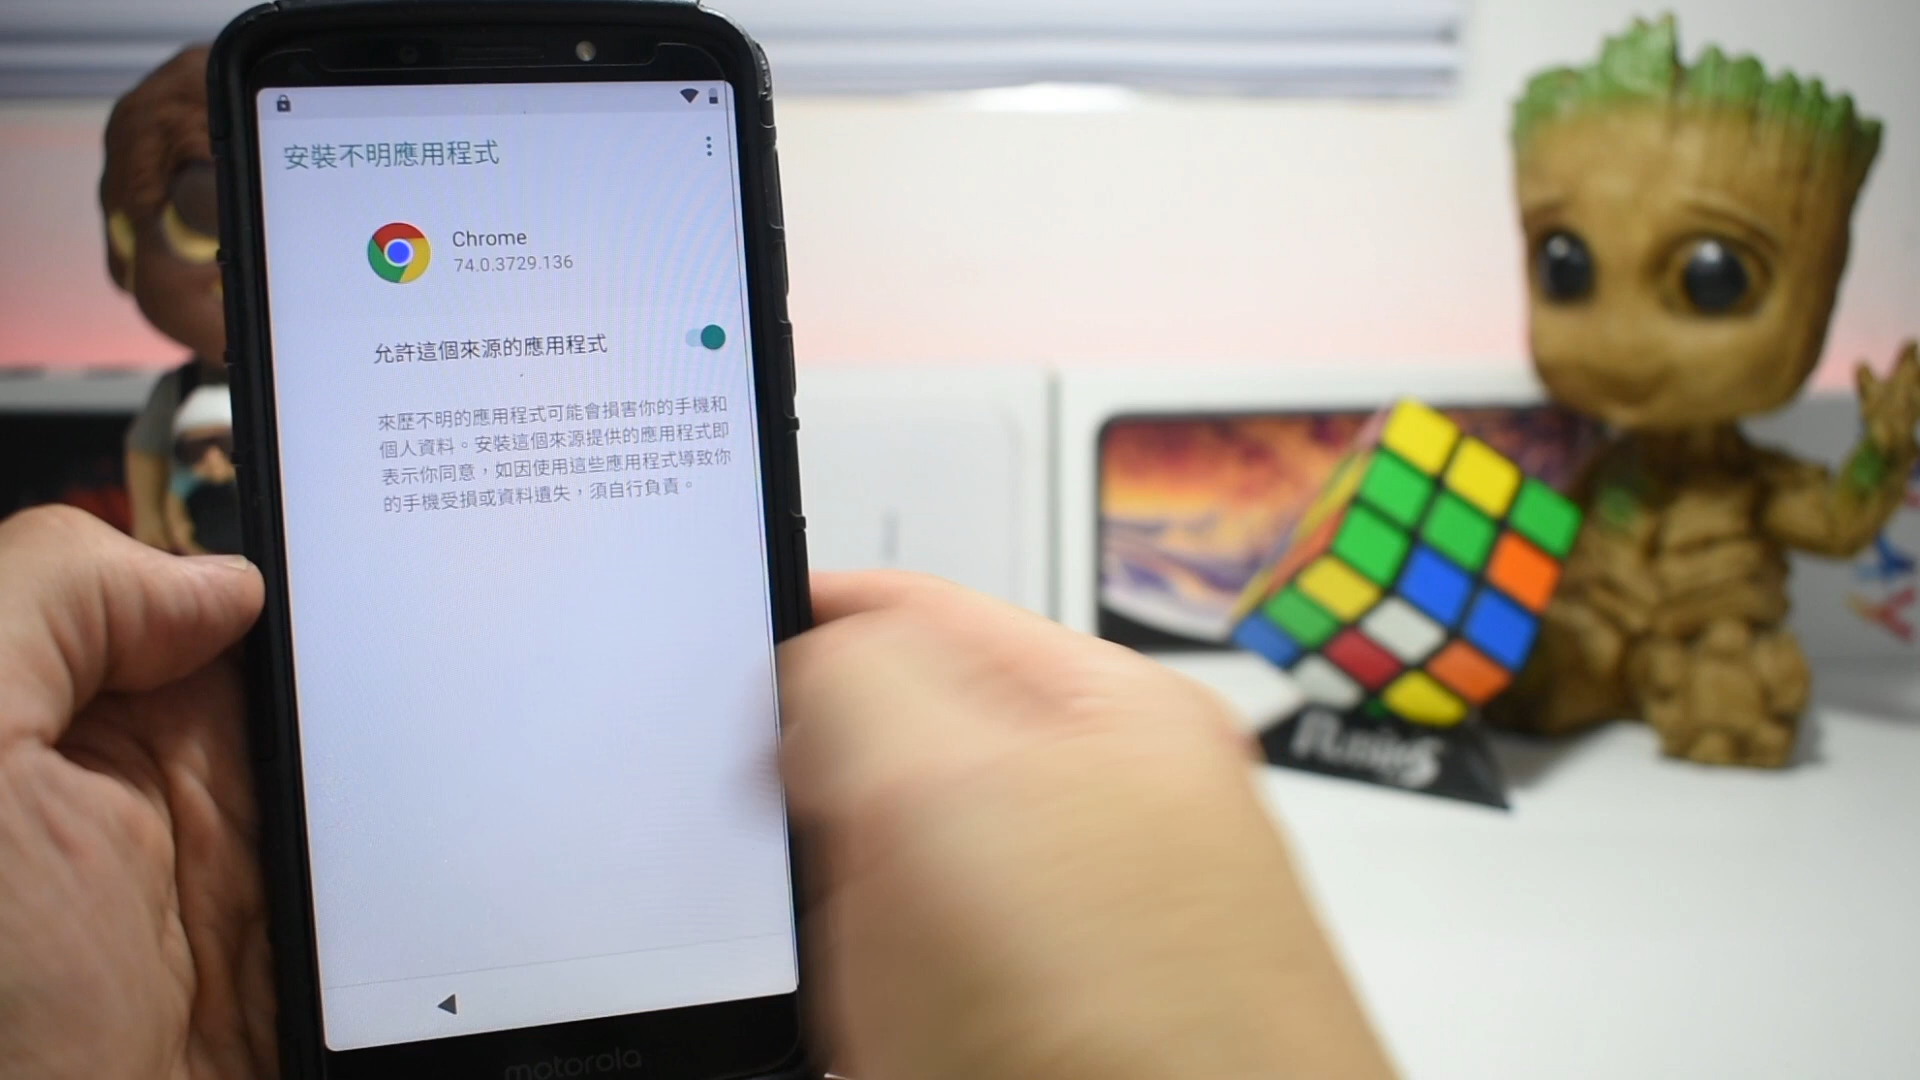 安裝不明應用程式
Chrome
74.0.3729.136
允許這個來源的應用程式
來歷不明的應用程式可能會損害你的手機和
個人資料。安裝這個來源提供的應用程式即
表示你同意，如因使用這些應用程式導致你
的手機受損或資料遺失，須自行負責。
motorola